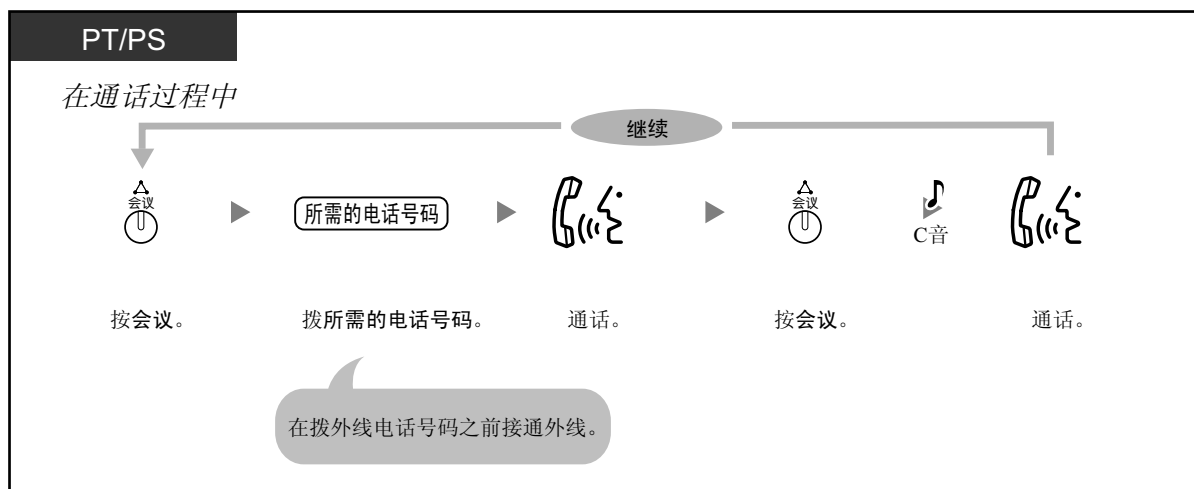 PT/PS
在通话过程中
继续
会议
所需的电话号码
会议
C音
按会议。
拨所需的电话号码。
通话。
按会议。
通话。
在拨外线电话号码之前接通外线。